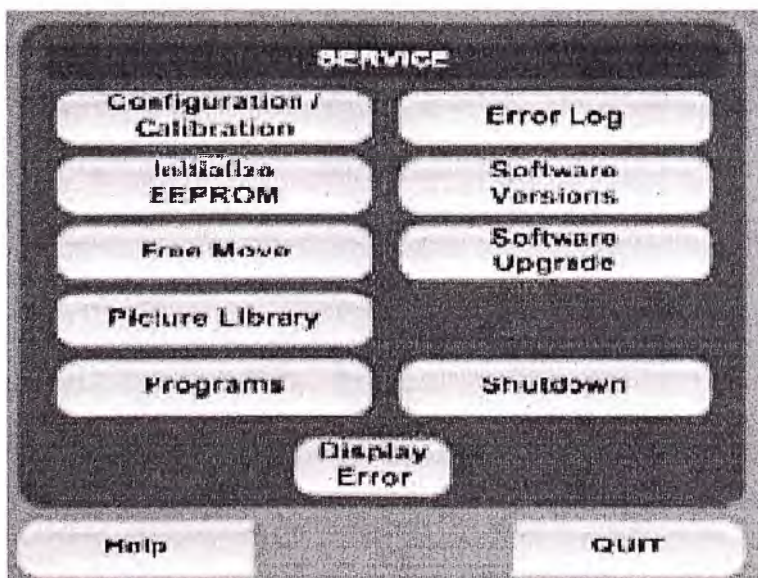 SERVICE
Configuration /
Calibration
Error Log
Initialize
EEPROM
Software
Versions
Free Move
Software
Upgrade
Picture Library
Programs
Shutdown
Display
Error
Help
QUIT